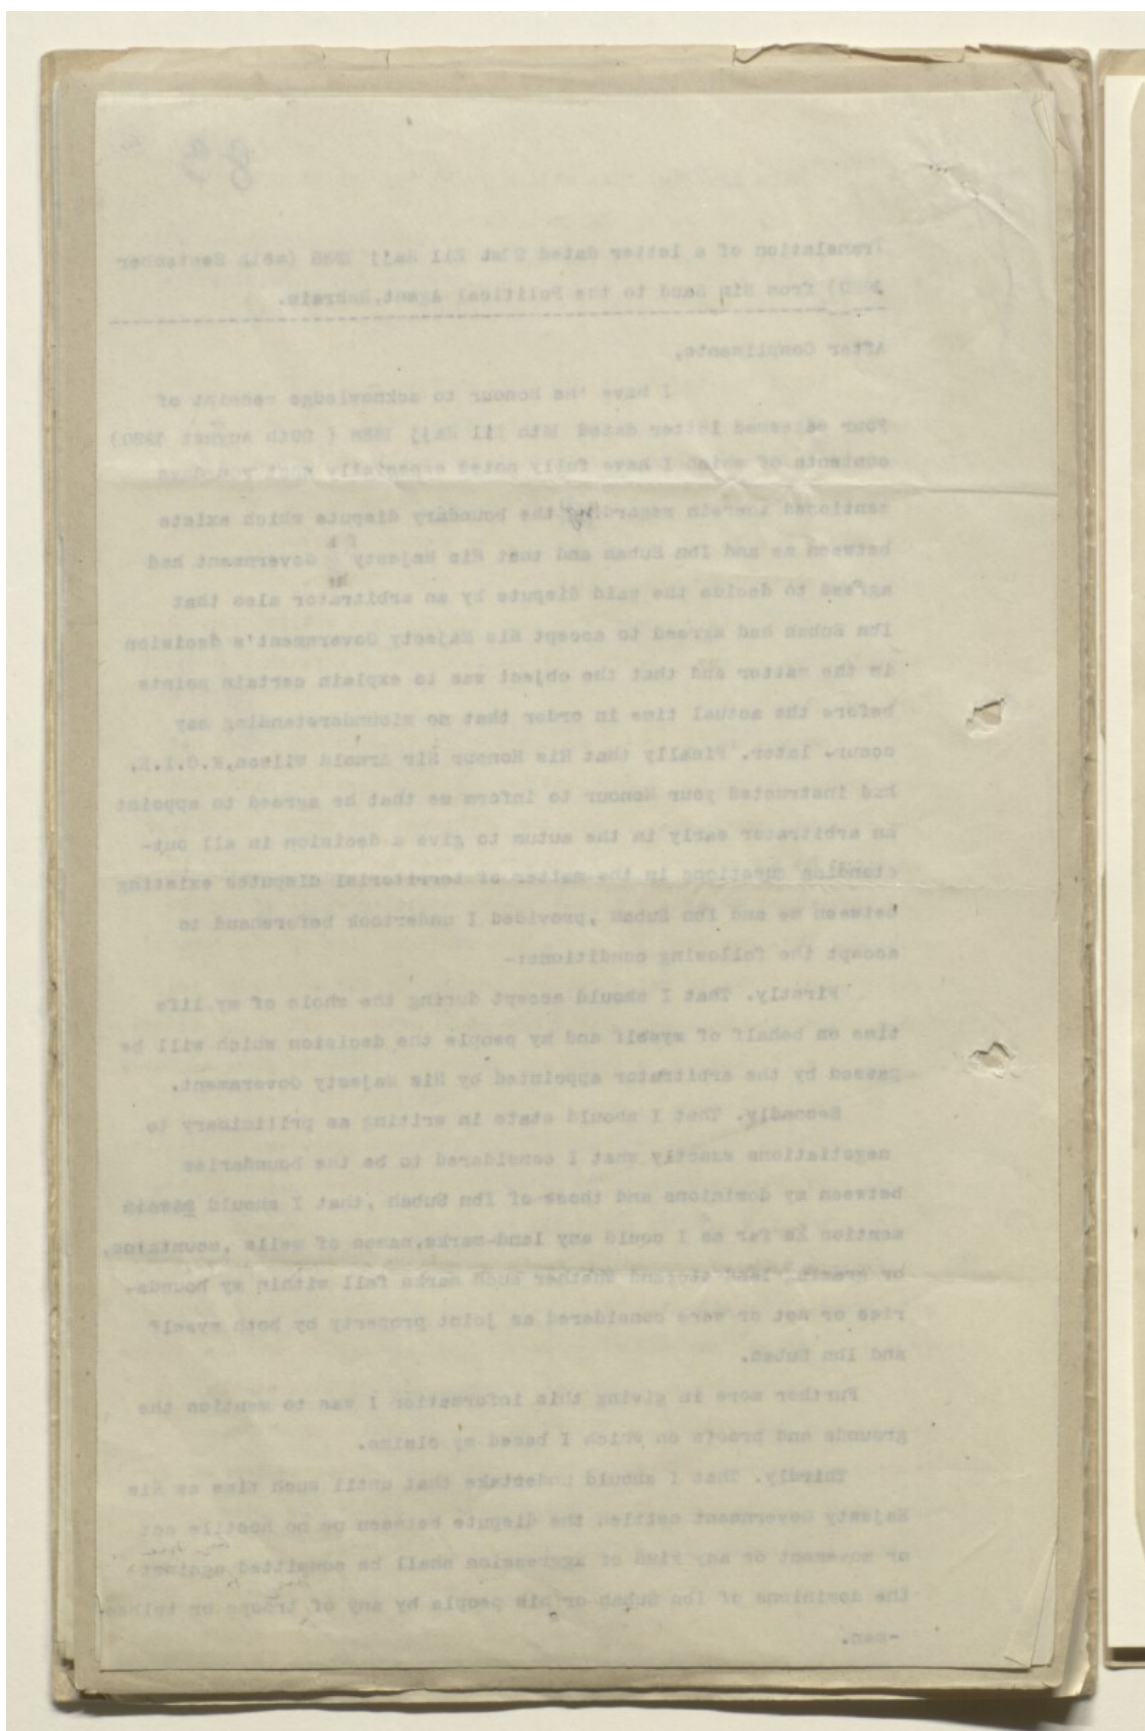 83
Translation of a letter dated 21st Zil Hajj 1338 ( September
1920) from Bin Saud to the Political Agent, Bahrain.
After Compliments,
I have the honour to acknowledge receipt of
your esteemed letter dated 16th Zil Hajj 1338 ( 30th August 1920)
contents of which I have fully noted especially what you have
mentioned therein regarding the boundary dispute which exists
between me and Ibn Subah and that His Majesty Government had
agreed to decide the said dispute by an arbitrator also that
Ibn Subah had agreed to accept His Majesty Government's decision
in the matter and that the object was to explain certain points
before the actual time in order that no misunderstanding may
occur later. Finally that His Honour Sir Arnold Wilson,K.C.I.E.
had instructed your Honour to inform me that he agreed to appoint
an arbitrator early in the autum to give a decision in all out-
standing questions in the matter of territorial disputes existing
between me and Ibn Subah ,provided I undertook beforehand to
accept the following conditions:-
Firstly. That I should accept during the whole of my life
time on behalf of myself and my people the decision which will be
passed by the arbitrator appointed by His Majesty Government.
Secondly. That I should state in writing as to
negotiations exactly what I considered to be the boundaries
between my dominions and those of Ibn Subah ,that I should
mention as far as I could any land-marks,names of wells ,mountains,
or grazing land etc;and whether such marks fall within my bounda-
ries or not or were considered as joint property by both myself
and Ibn Subah.
Further more in giving this information I was to mention the
grounds and proofs on which I based my claims.
Thirdly. That I should undertake that until such time as His
Majesty Government settles the dispute between us no hostile act
or movement or any kind of aggression shall be committed against
the dominions of Ibn Subah or his people by any of troops or tribes-
-men.